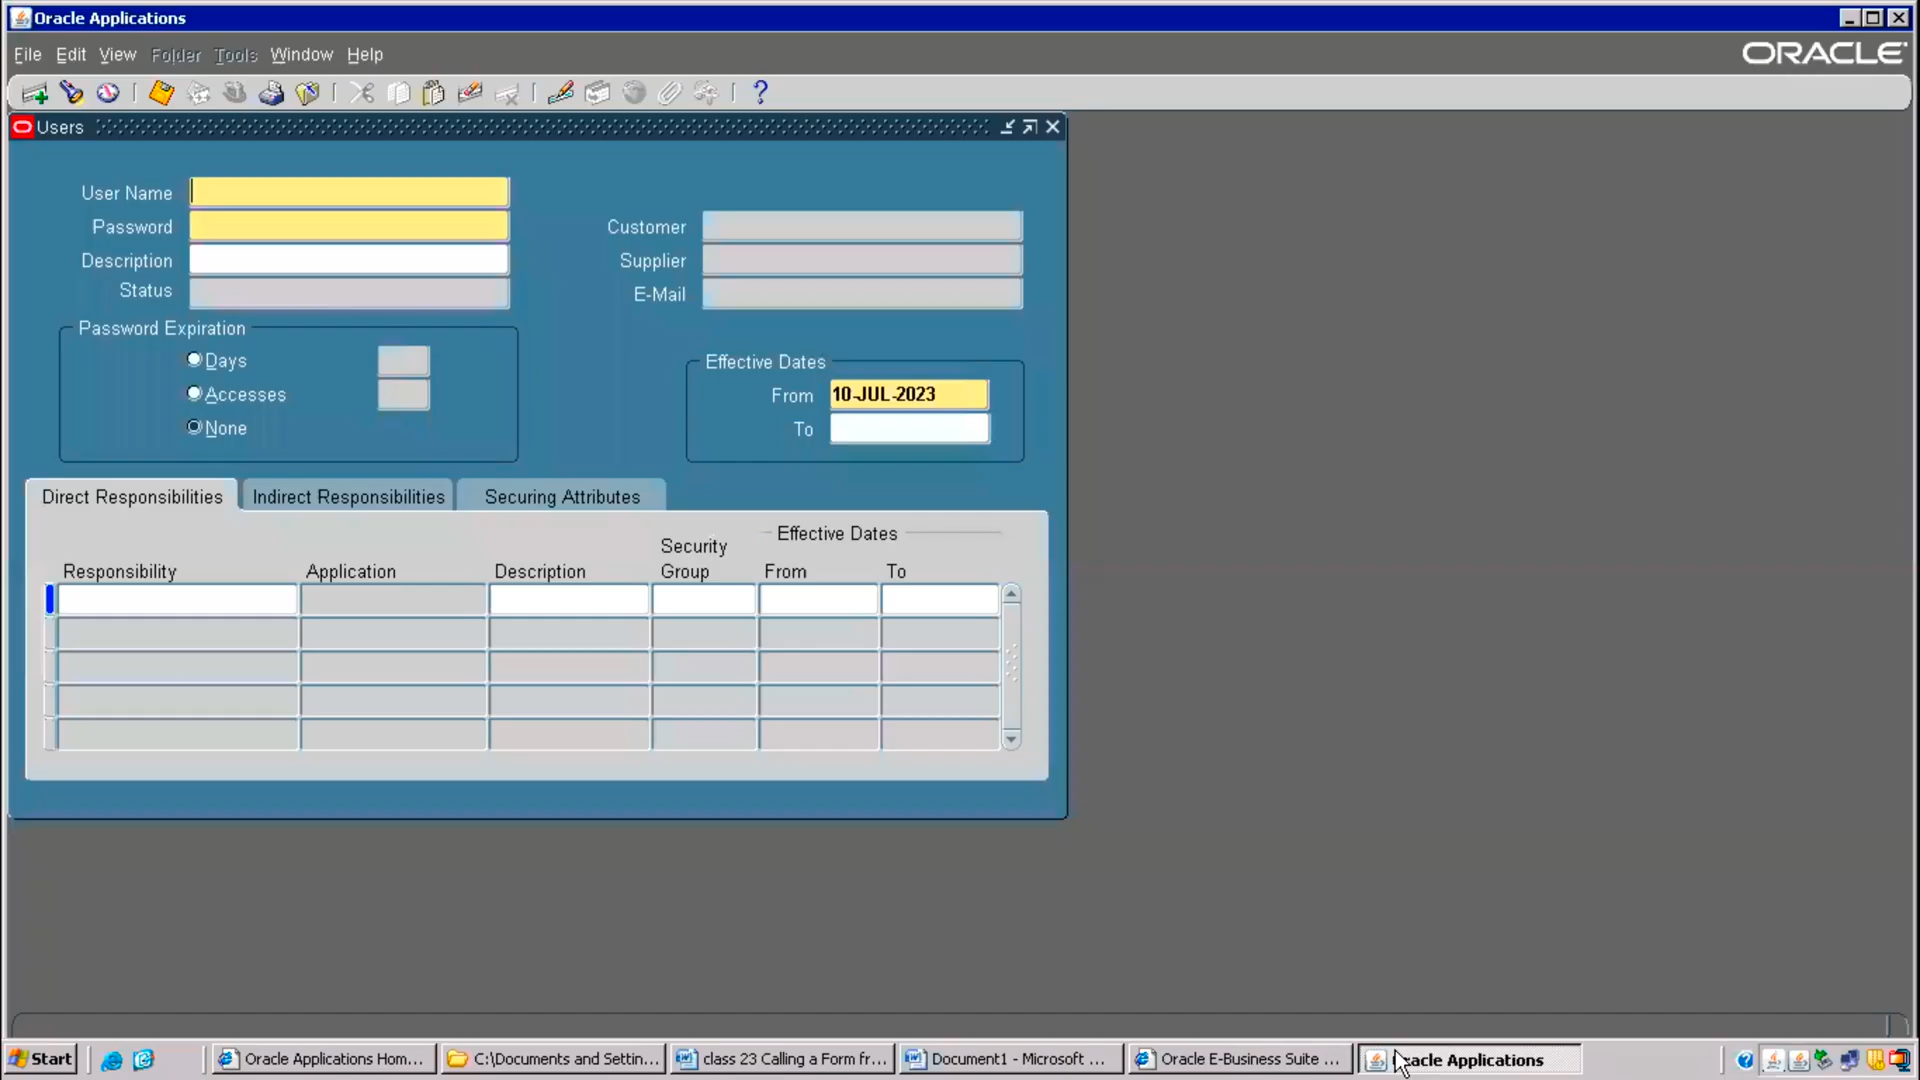 Oracle Applications
File Edit View Folder Tools Window Help
ORACLE
Users
User Name
Password
Customer
Description
Supplier
Status
E-Mail
Password Expiration
Days
Effective Dates
Accesses
From 10-JUL-2023
None
To
Direct Responsibilities Indirect Responsibilities Securing Attributes
Effective Dates
Security
Responsibility Application Description Group From To
Start Oracle Applications Hom... C:\Documents and Settin... class 23 Calling a Form fr... Document1 - Microsoft ... Oracle E-Business Suite ... Applications